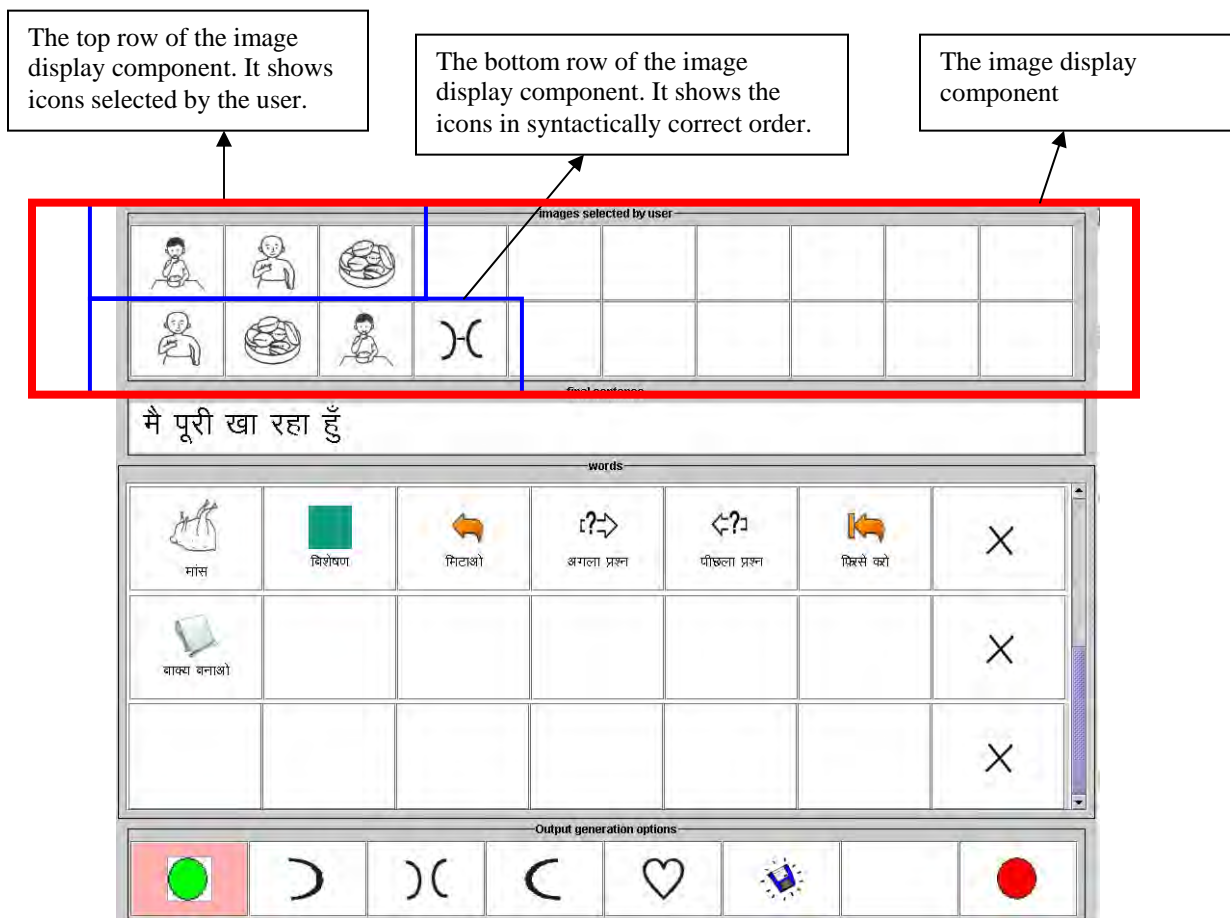 The top row of the image
display component. It shows
icons selected by the user.
The bottom row of the image
display component. It shows the
icons in syntactically correct order.
The image display
component
images selected by user
final sentence
मै पूरी खा रहा हुँ
words
मांस
बिशेषण
मिटाओ
अगला प्रश्न
पीछला प्रश्न
फ़िरसे करो
वाक्य बनाओ
Output generation options